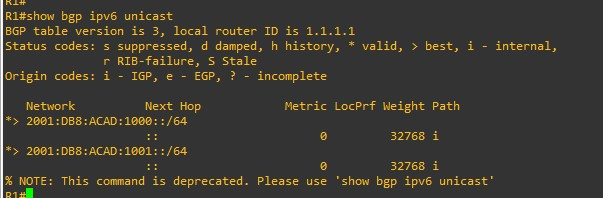 R1#
R1#show bgp ipv6 unicast
BGP table version is 3, local router ID is 1.1.1.1
Status codes: s suppressed, d damped, h history, * valid, > best, i - internal,
              r RIB-failure, S Stale
Origin codes: i - IGP, e - EGP, ? - incomplete

   Network          Next Hop            Metric LocPrf Weight Path
*> 2001:DB8:ACAD:1000::/64
                    ::                       0         32768 i
*> 2001:DB8:ACAD:1001::/64
                    ::                       0         32768 i
% NOTE: This command is deprecated. Please use 'show bgp ipv6 unicast'
R1#